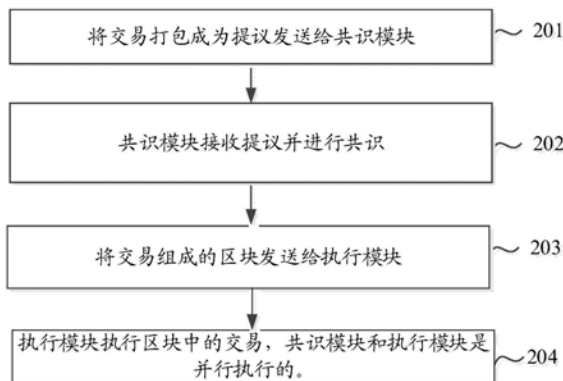 将交易打包成为提议发送给共识模块
201
共识模块接收提议并进行共识
202
将交易组成的区块发送给执行模块
203
执行模块执行区块中的交易，共识模块和执行模块是
并行执行的。
204